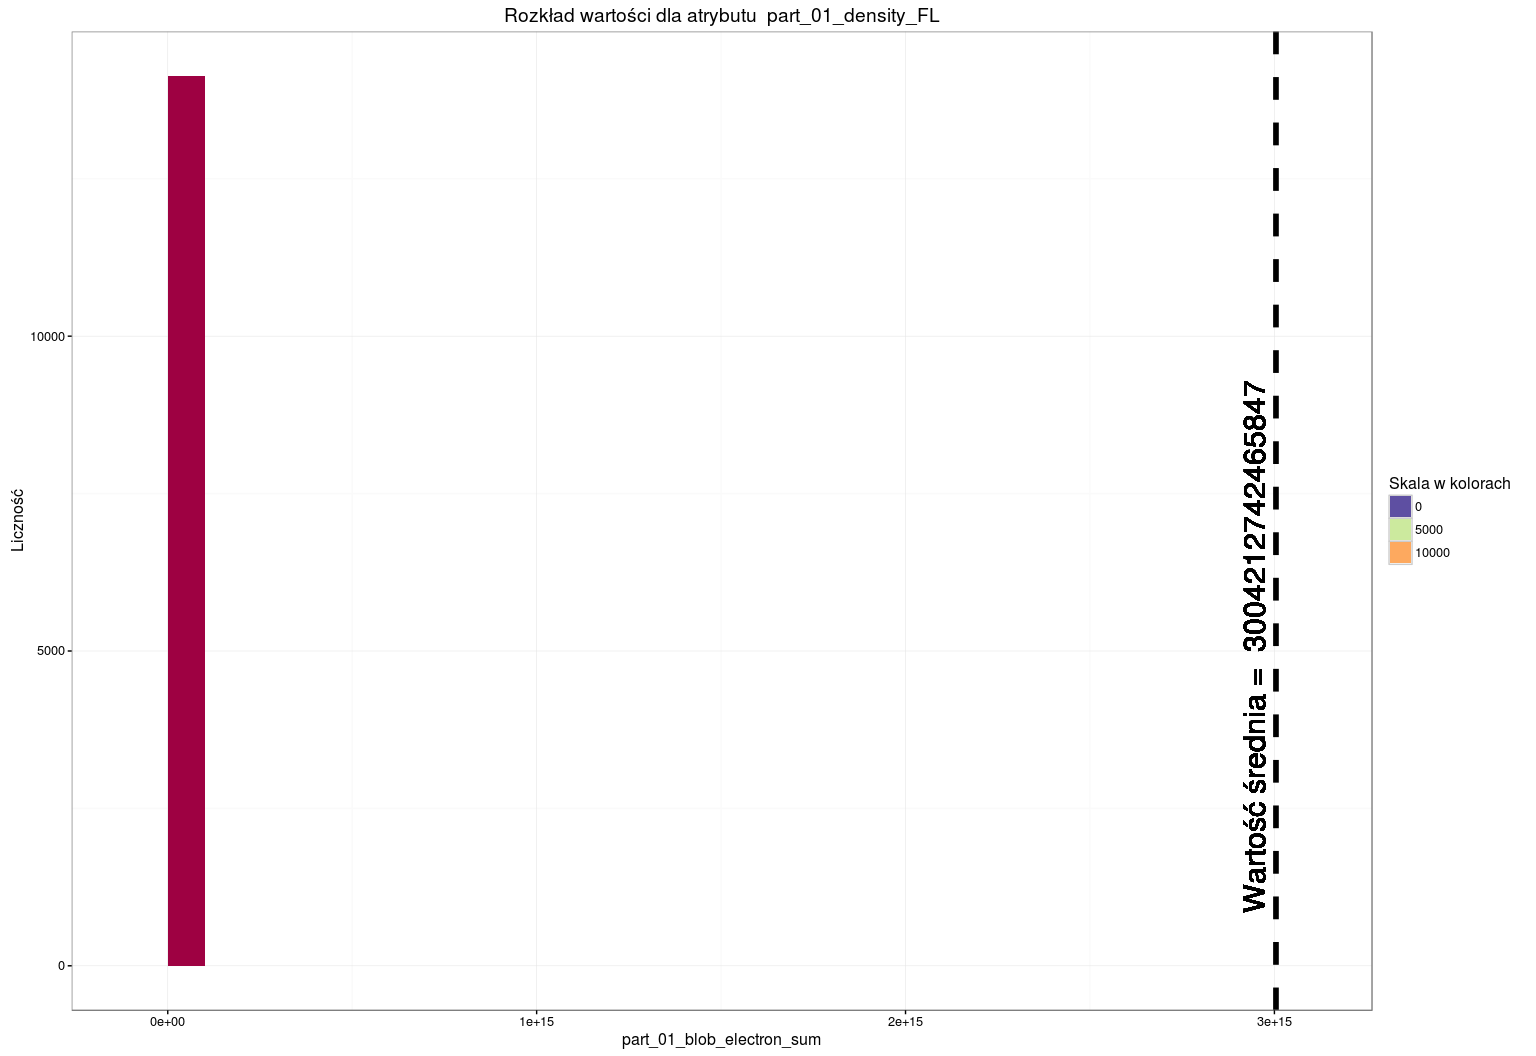 Rozkład wartości dla atrybutu  part_01_density_FL
Liczność
10000
5000
0
Wartość średnia =  3004212742465847
0e+00
1e+15
2e+15
3e+15
part_01_blob_electron_sum
Skala w kolorach
0
5000
10000